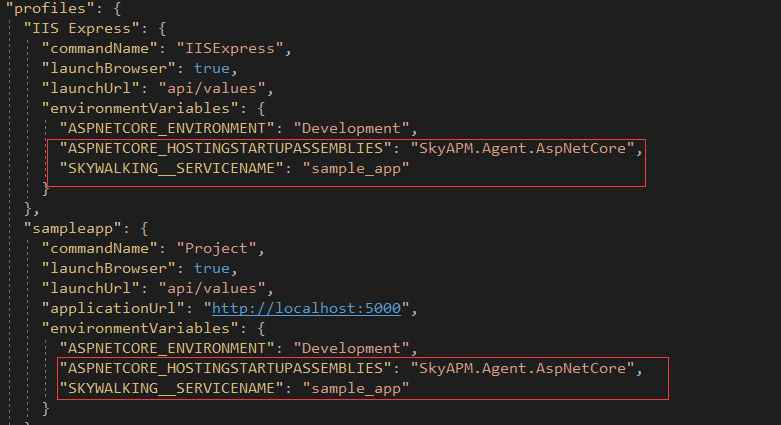 "profiles": {
"IIS Express": {
"commandName": "IISExpress",
"launchBrowser": true,
"launchUrl": "api/values",
"environmentVariables": {
"ASPNETCORE_ENVIRONMENT": "Development",
"ASPNETCORE_HOSTINGSTARTUPASSEMBLIES": "SkyAPM.Agent.AspNetCore",
"SKYWALKING__SERVICENAME": "sample_app"
}
},
"sampleapp": {
"commandName": "Project",
"launchBrowser": true,
"launchUrl": "api/values",
"applicationUrl": "http://localhost:5000",
"environmentVariables": {
"ASPNETCORE_ENVIRONMENT": "Development",
"ASPNETCORE_HOSTINGSTARTUPASSEMBLIES": "SkyAPM.Agent.AspNetCore",
"SKYWALKING__SERVICENAME": "sample_app"
}
}